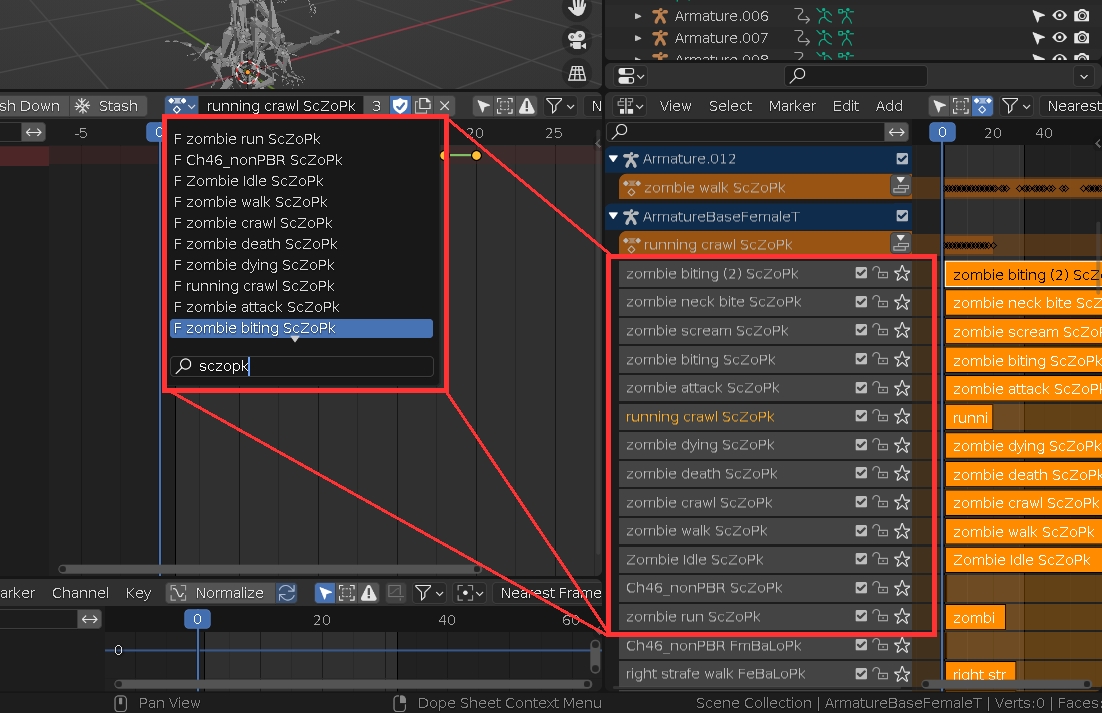 Armature.006
Armature.007
Armature.008
sh Down
Stash
running crawl ScZoPk
3
N
View
Select
Marker
Edit
Add
Nearest
-5
0
20
25
0
20
40
F zombie run ScZoPk
F Ch46_nonPBR ScZoPk
F Zombie Idle ScZoPk
F zombie walk ScZoPk
F zombie crawl ScZoPk
F zombie death ScZoPk
F zombie dying ScZoPk
F running crawl ScZoPk
F zombie attack ScZoPk
F zombie biting ScZoPk
sczopk
Armature.012
zombie walk ScZoPk
ArmatureBaseFemaleT
running crawl ScZoPk
zombie biting (2) ScZoPk
zombie biting (2) ScZ
zombie neck bite ScZoPk
zombie neck bite ScZ
zombie scream ScZoPk
zombie scream ScZoP
zombie biting ScZoPk
zombie biting ScZoPk
zombie attack ScZoPk
zombie attack ScZoPk
running crawl ScZoPk
runni
zombie dying ScZoPk
zombie dying ScZoPk
zombie death ScZoPk
zombie death ScZoPk
zombie crawl ScZoPk
zombie crawl ScZoPk
zombie walk ScZoPk
zombie walk ScZoPk
Zombie Idle ScZoPk
Zombie Idle ScZoPk
Ch46_nonPBR ScZoPk
zombie run ScZoPk
zombi
Ch46_nonPBR FmBaLoPk
right strafe walk FeBaLoPk
right str
arker
Channel
Key
Normalize
Nearest Frame
0
20
40
60
0
Pan View
Dope Sheet Context Menu
Scene Collection | ArmatureBaseFemaleT | Verts:0 | Faces: